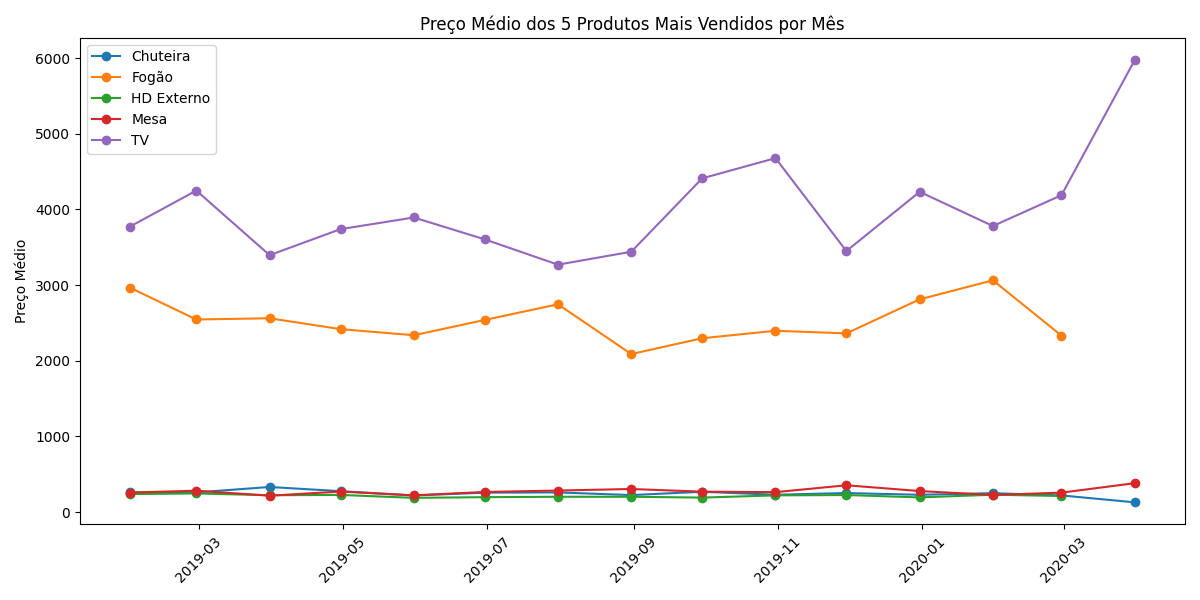 Preço Médio dos 5 Produtos Mais Vendidos por Mês
Chuteira
Fogão
HD Externo
Mesa
TV
Preço Médio
6000
5000
4000
3000
2000
1000
0
2019-03
2019-05
2019-07
2019-09
2019-11
2020-01
2020-03